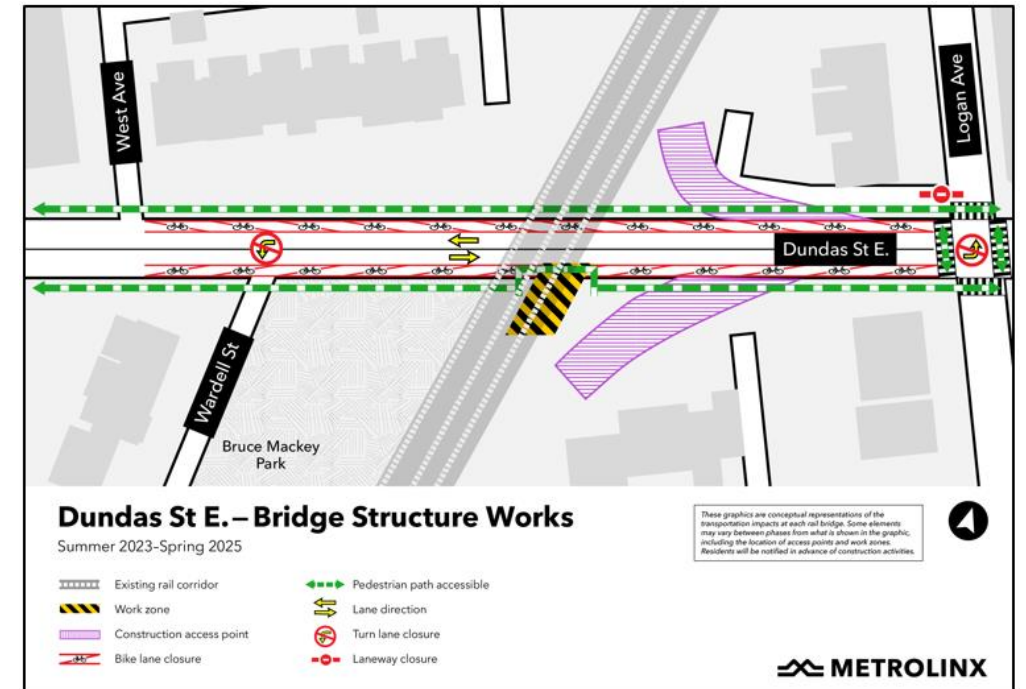 West Ave
Logan Ave
Dundas St E.
Wardell St
Bruce Mackey
Park
Dundas St E. – Bridge Structure Works
Summer 2023–Spring 2025
These graphics are conceptual representations of the
transportation impacts at each rail bridge. Some elements
may vary between phases from what is shown in the graphic,
including the location of access points and work zones.
Residents will be notified in advance of construction activities.
Existing rail corridor
Work zone
Construction access point
Bike lane closure
Pedestrian path accessible
Lane direction
Turn lane closure
Laneway closure
METROLINX